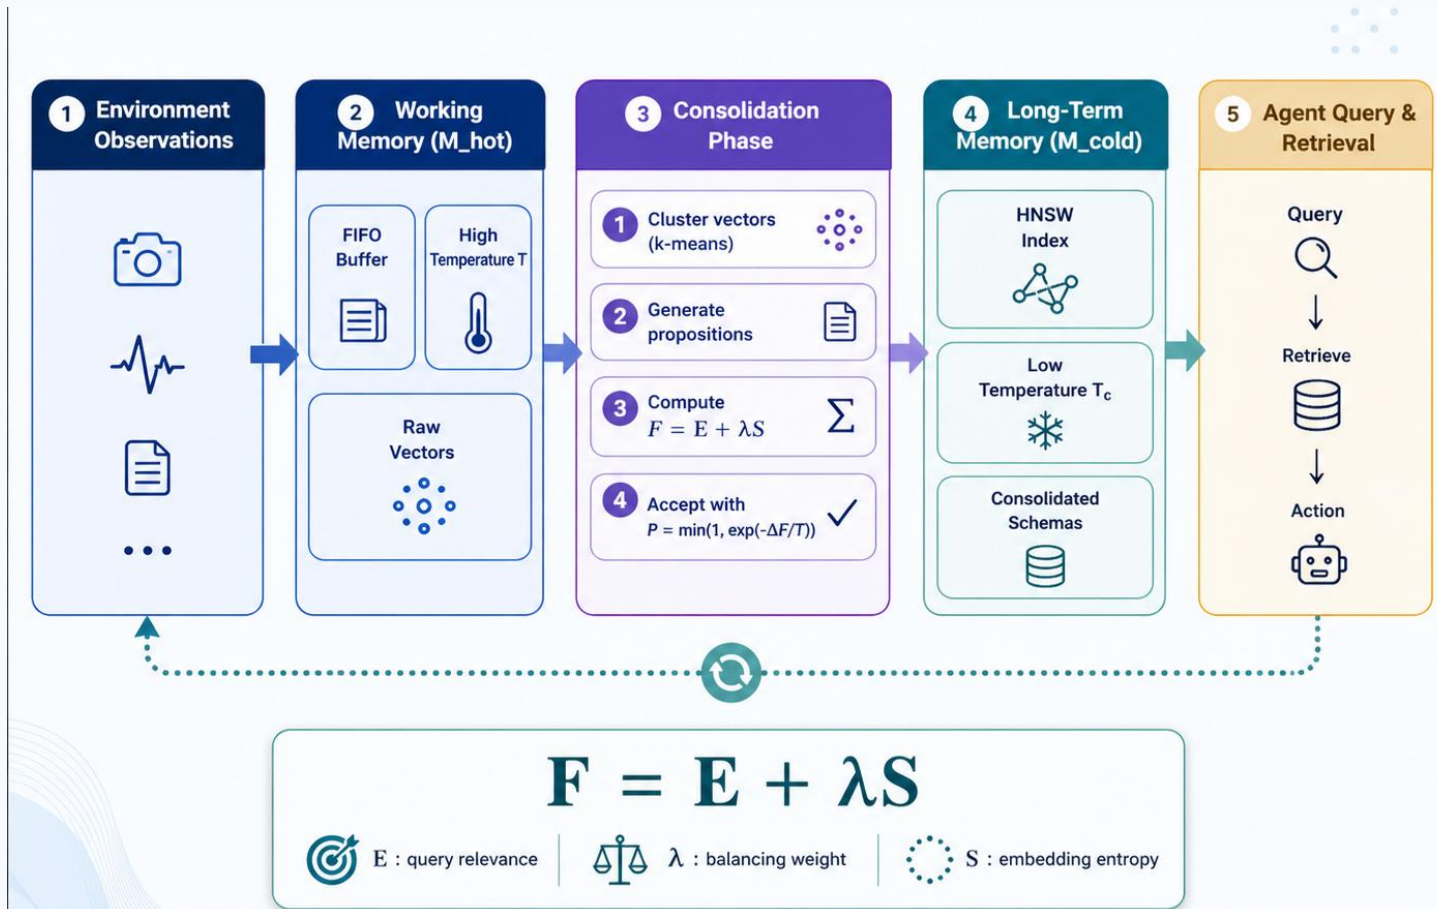 1 Environment
Observations
2 Working
Memory (M_hot)
FIFO
Buffer
High
Temperature T
Raw
Vectors
3 Consolidation
Phase
1 Cluster vectors
(k-means)
2 Generate
propositions
3 Compute
F = E + λS
Σ
4 Accept with
P = min(1, exp(-ΔF/T))
4 Long-Term
Memory (M_cold)
HNSW
Index
Low
Temperature T_c
Consolidated
Schemas
5 Agent Query &
Retrieval
Query
Retrieve
Action
F = E + λS
E : query relevance
λ : balancing weight
S : embedding entropy